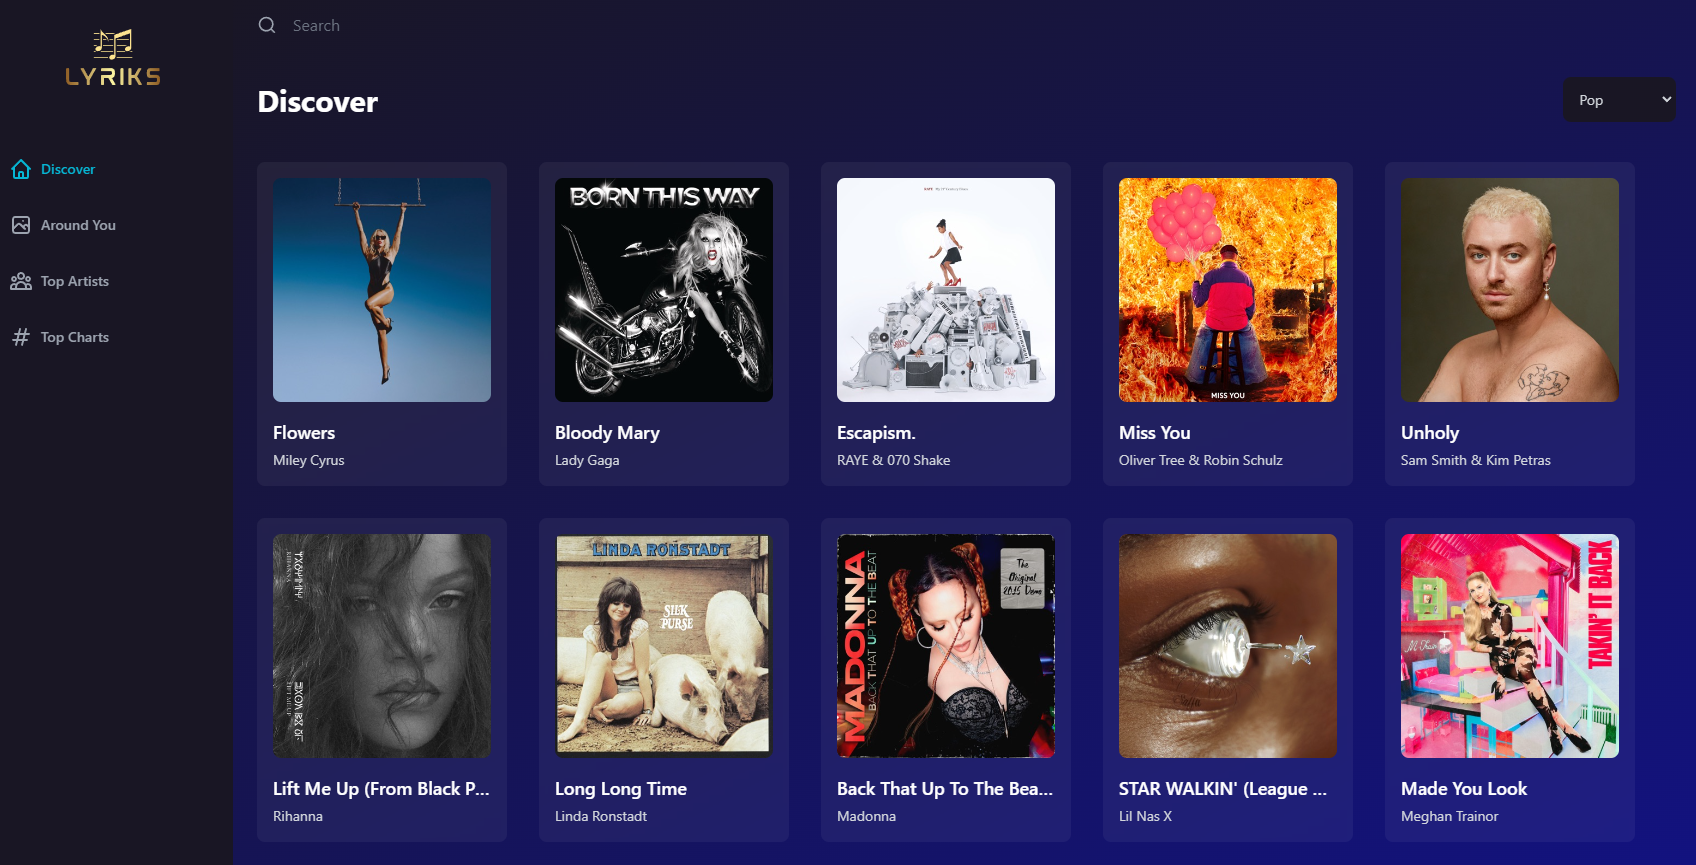 LYRIKS
Search
Discover
Pop
Discover
Around You
Top Artists
Top Charts
BORN THIS WAY
MISS YOU
Flowers
Miley Cyrus
Bloody Mary
Lady Gaga
Escapism.
RAYE & 070 Shake
Miss You
Oliver Tree & Robin Schulz
Unholy
Sam Smith & Kim Petras
RIHANNA
LIFT ME UP
LINDA RONSTADT
SILK
PURSE
MADONNA
BACK THAT UP TO THE BEAT
The
Original
2015 Demo
TAKIN' IT BACK
Lift Me Up (From Black P...
Rihanna
Long Long Time
Linda Ronstadt
Back That Up To The Bea...
Madonna
STAR WALKIN' (League ...
Lil Nas X
Made You Look
Meghan Trainor